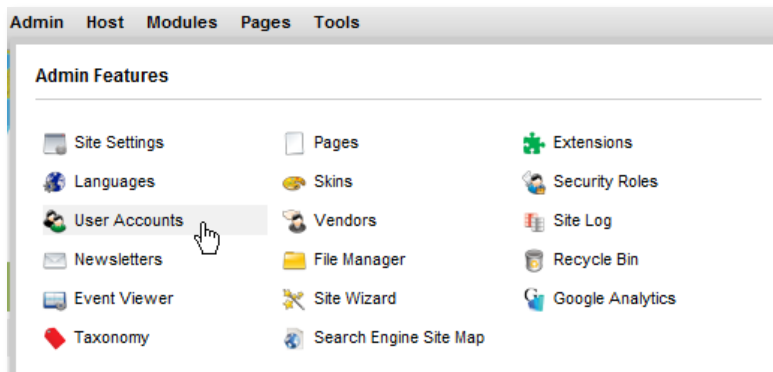 Admin Host Modules Pages Tools
Admin Features
Site Settings Pages Extensions
Languages Skins Security Roles
User Accounts Vendors Site Log
Newsletters File Manager Recycle Bin
Event Viewer Site Wizard Google Analytics
Taxonomy Search Engine Site Map